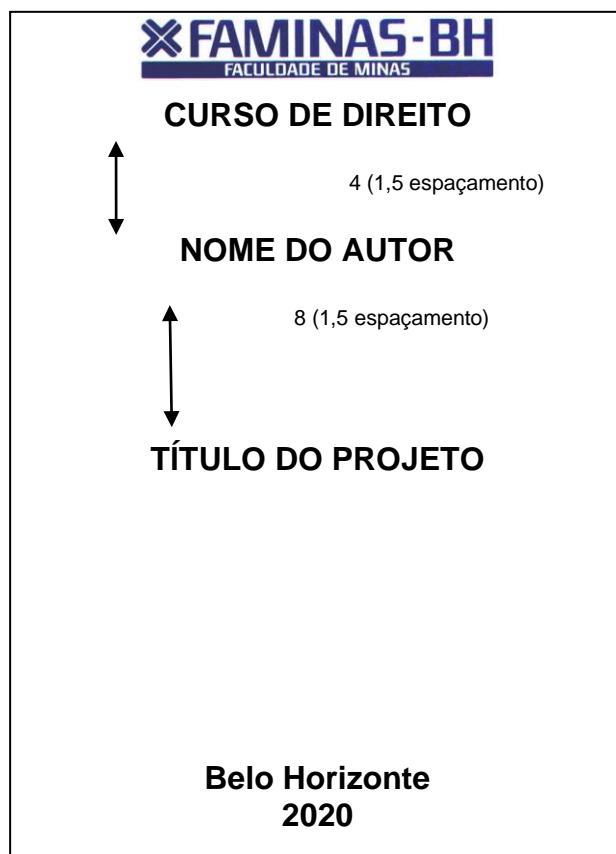 FAMINAS-BH
FACULDADE DE MINAS
CURSO DE DIREITO
4 (1,5 espaçamento)
NOME DO AUTOR
8 (1,5 espaçamento)
TÍTULO DO PROJETO
Belo Horizonte
2020